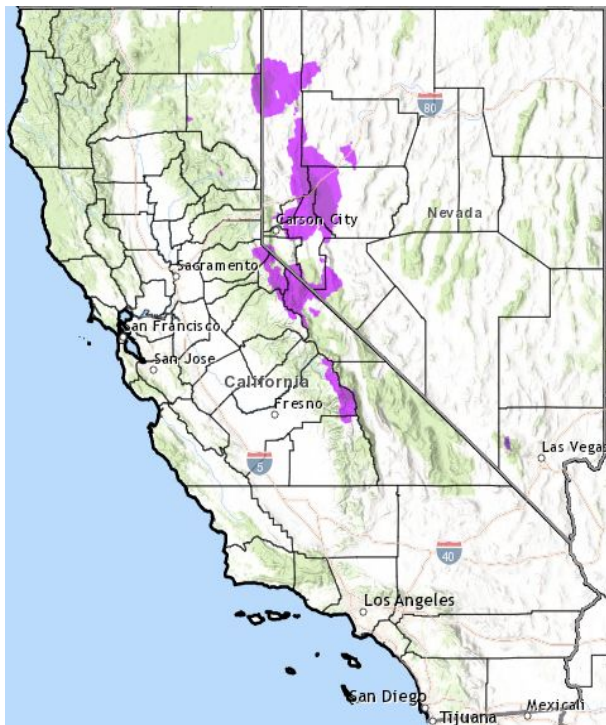 80
Nevada
Carson City
Sacramento
San Francisco
San Jose
California
Fresno
5
Las Vegas
40
Los Angeles
San Diego
Tijuana
Mexicali